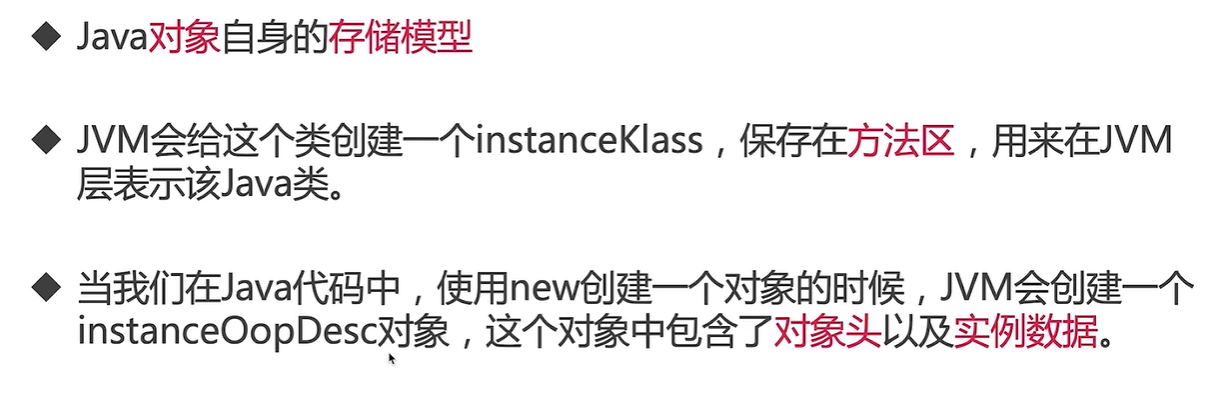 ◆ Java对象自身的存储模型
◆ JVM会给这个类创建一个instanceKlass，保存在方法区，用来在JVM
层表示该Java类。
◆ 当我们在Java代码中，使用new创建一个对象的时候，JVM会创建一个
instanceOopDesc对象，这个对象中包含了对象头以及实例数据。